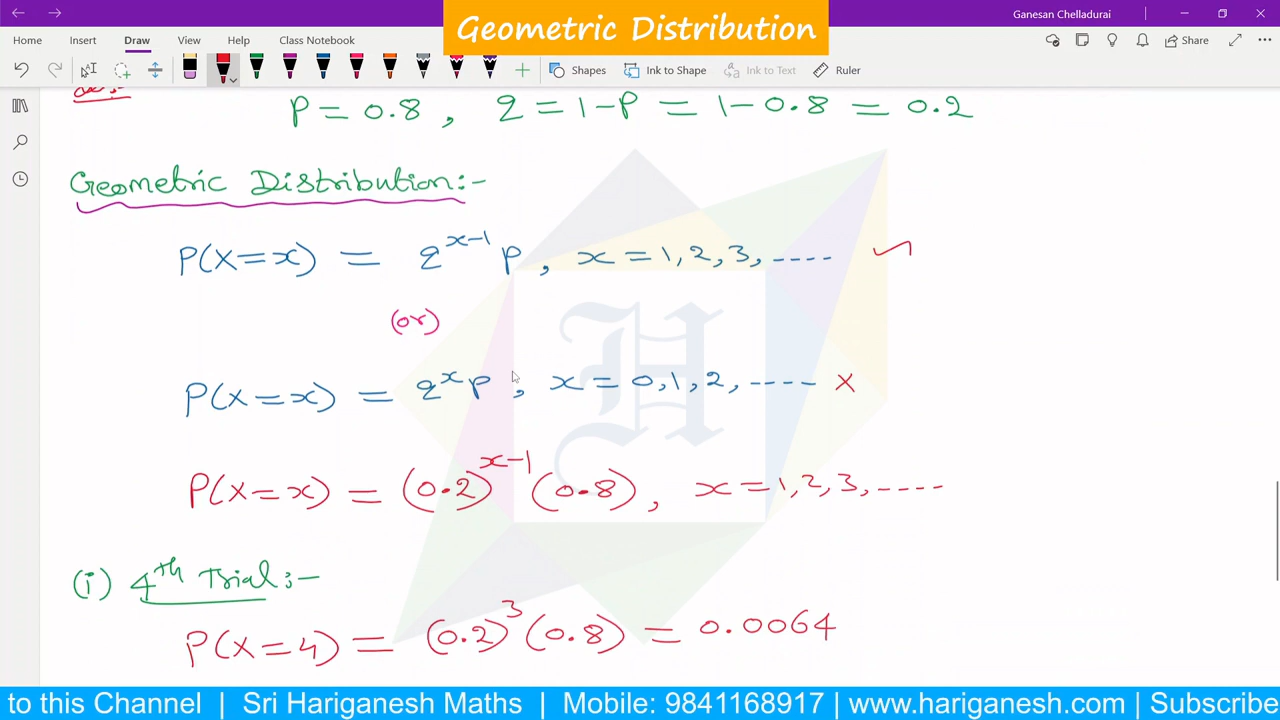 Geometric Distribution
Ganesan Chelladurai
Home Insert Draw View Help Class Notebook
Share
Shapes Ink to Shape Ink to Text Ruler
P = 0.8 , q = 1 - P = 1 - 0.8 = 0.2
Geometric Distribution:-
P(X=x) = q^{x-1} p , x = 1, 2, 3, ....
(or)
P(X=x) = q^x p , x = 0, 1, 2, ---- X
P(X=x) = (0.2)^{x-1} (0.8) , x = 1, 2, 3, ----
(i) 4^{th} Trial:-
P(X=4) = (0.2)^3 (0.8) = 0.0064
to this Channel | Sri Hariganesh Maths | Mobile: 9841168917 | www.hariganesh.com | Subscribe